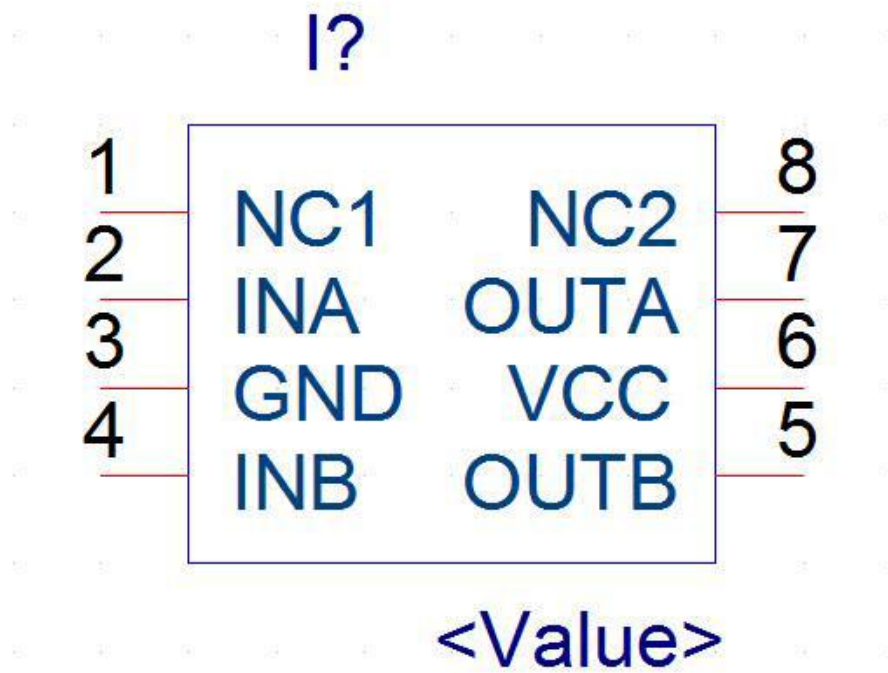 I?
1 NC1 NC2 8
2 INA OUTA 7
3 GND VCC 6
4 INB OUTB 5
<Value>